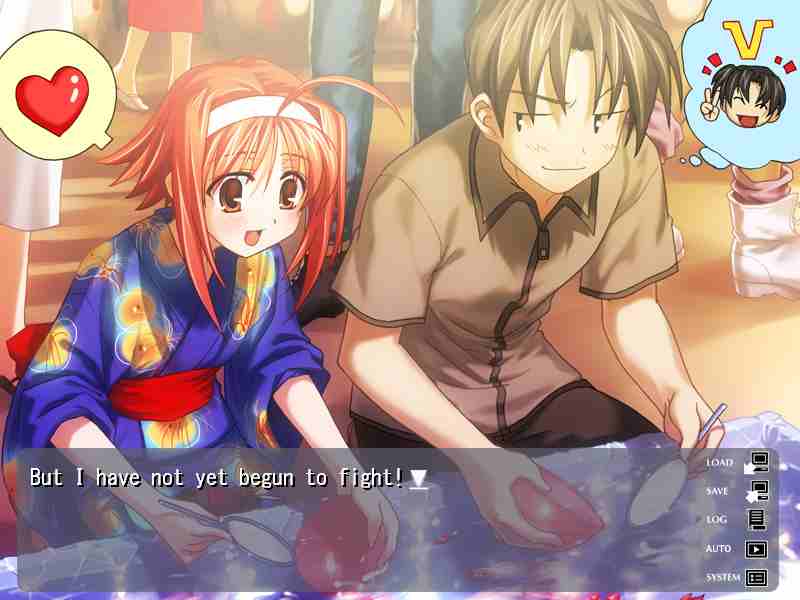 But I have not yet begun to fight!
LOAD
SAVE
LOG
AUTO
SYSTEM